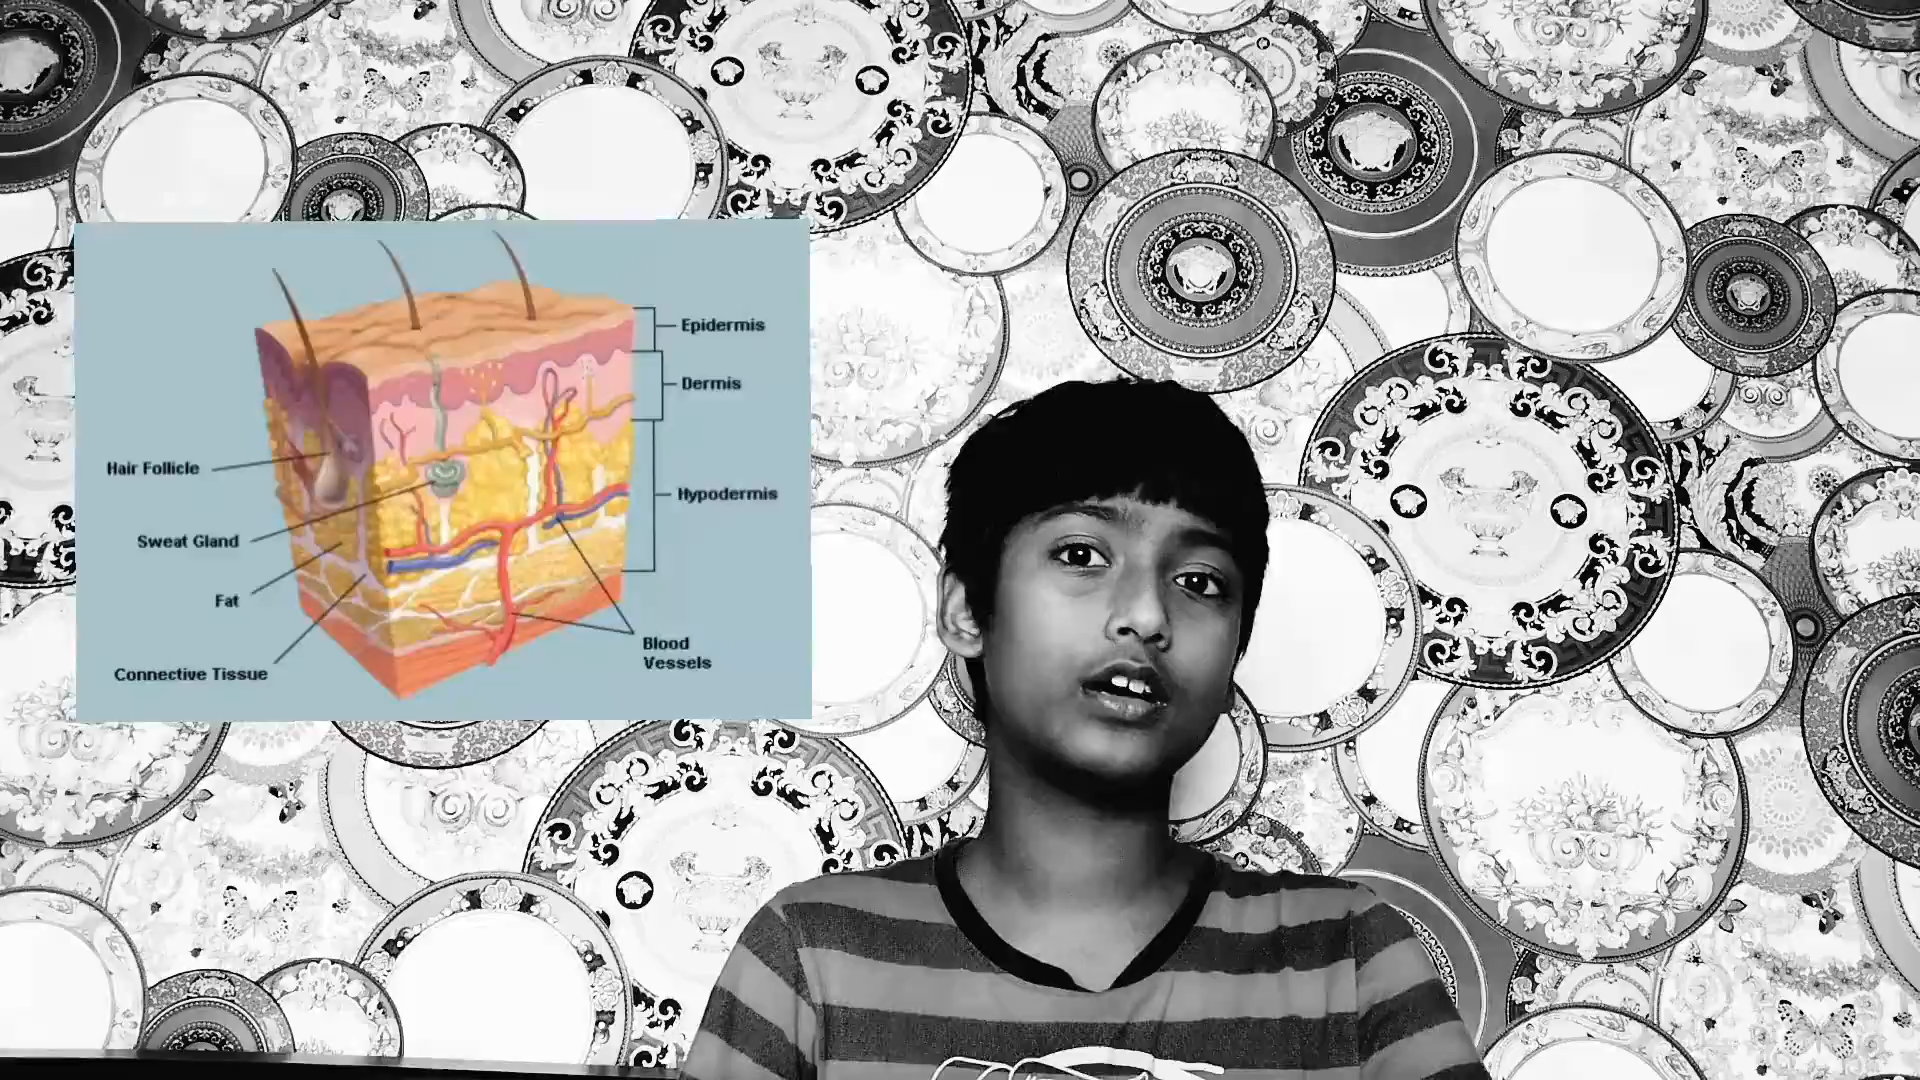 Epidermis
Dermis
Hair Follicle
Hypodermis
Sweat Gland
Fat
Blood
Vessels
Connective Tissue